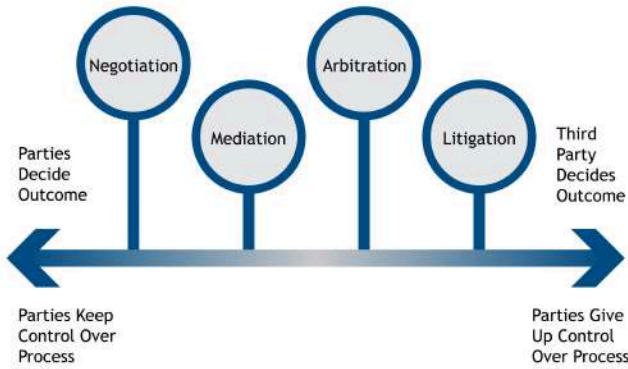 Negotiation
Arbitration
Mediation
Litigation
Parties
Decide
Outcome
Third
Party
Decides
Outcome
Parties Keep
Control Over
Process
Parties Give
Up Control
Over Process